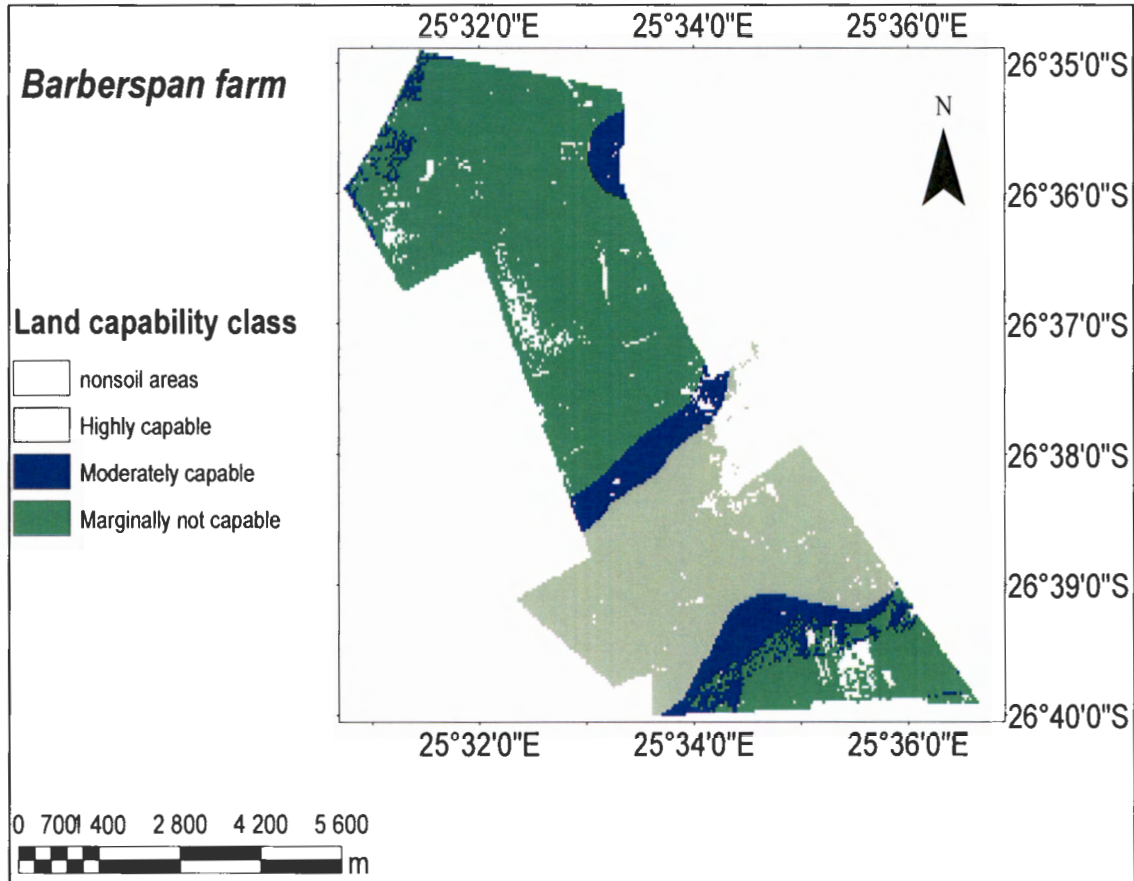 25°32'0"E 25°34'0"E 25°36'0"E
Barberspan farm
N
26°35'0"S
26°36'0"S
26°37'0"S
26°38'0"S
26°39'0"S
26°40'0"S
Land capability class
nonsoil areas
Highly capable
Moderately capable
Marginally not capable
25°32'0"E 25°34'0"E 25°36'0"E
0 700 1 400 2 800 4 200 5 600
m